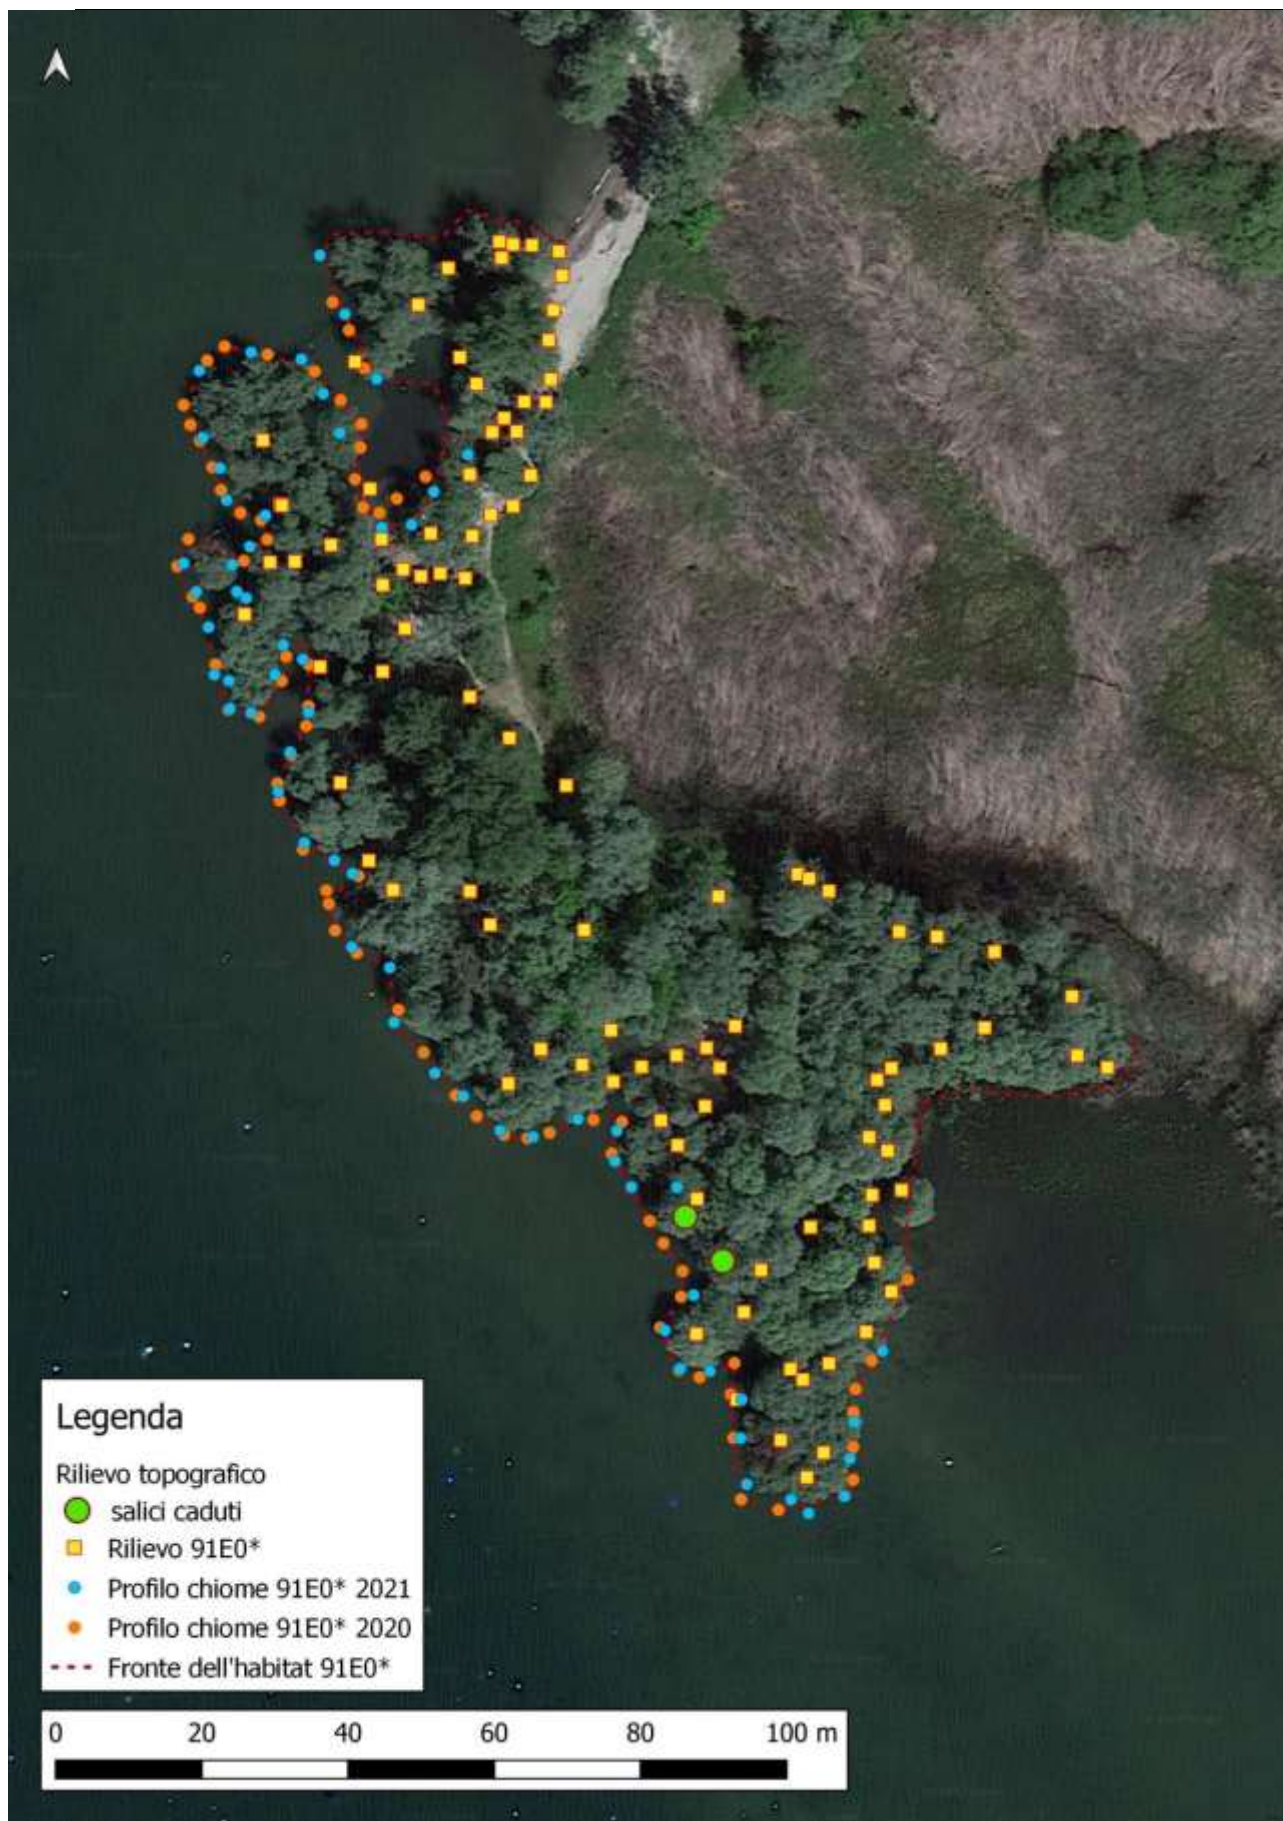 Legenda
Rilievo topografico
salici caduti
Rilievo 91E0*
Profilo chiome 91E0* 2021
Profilo chiome 91E0* 2020
Fronte dell'habitat 91E0*
0 20 40 60 80 100 m